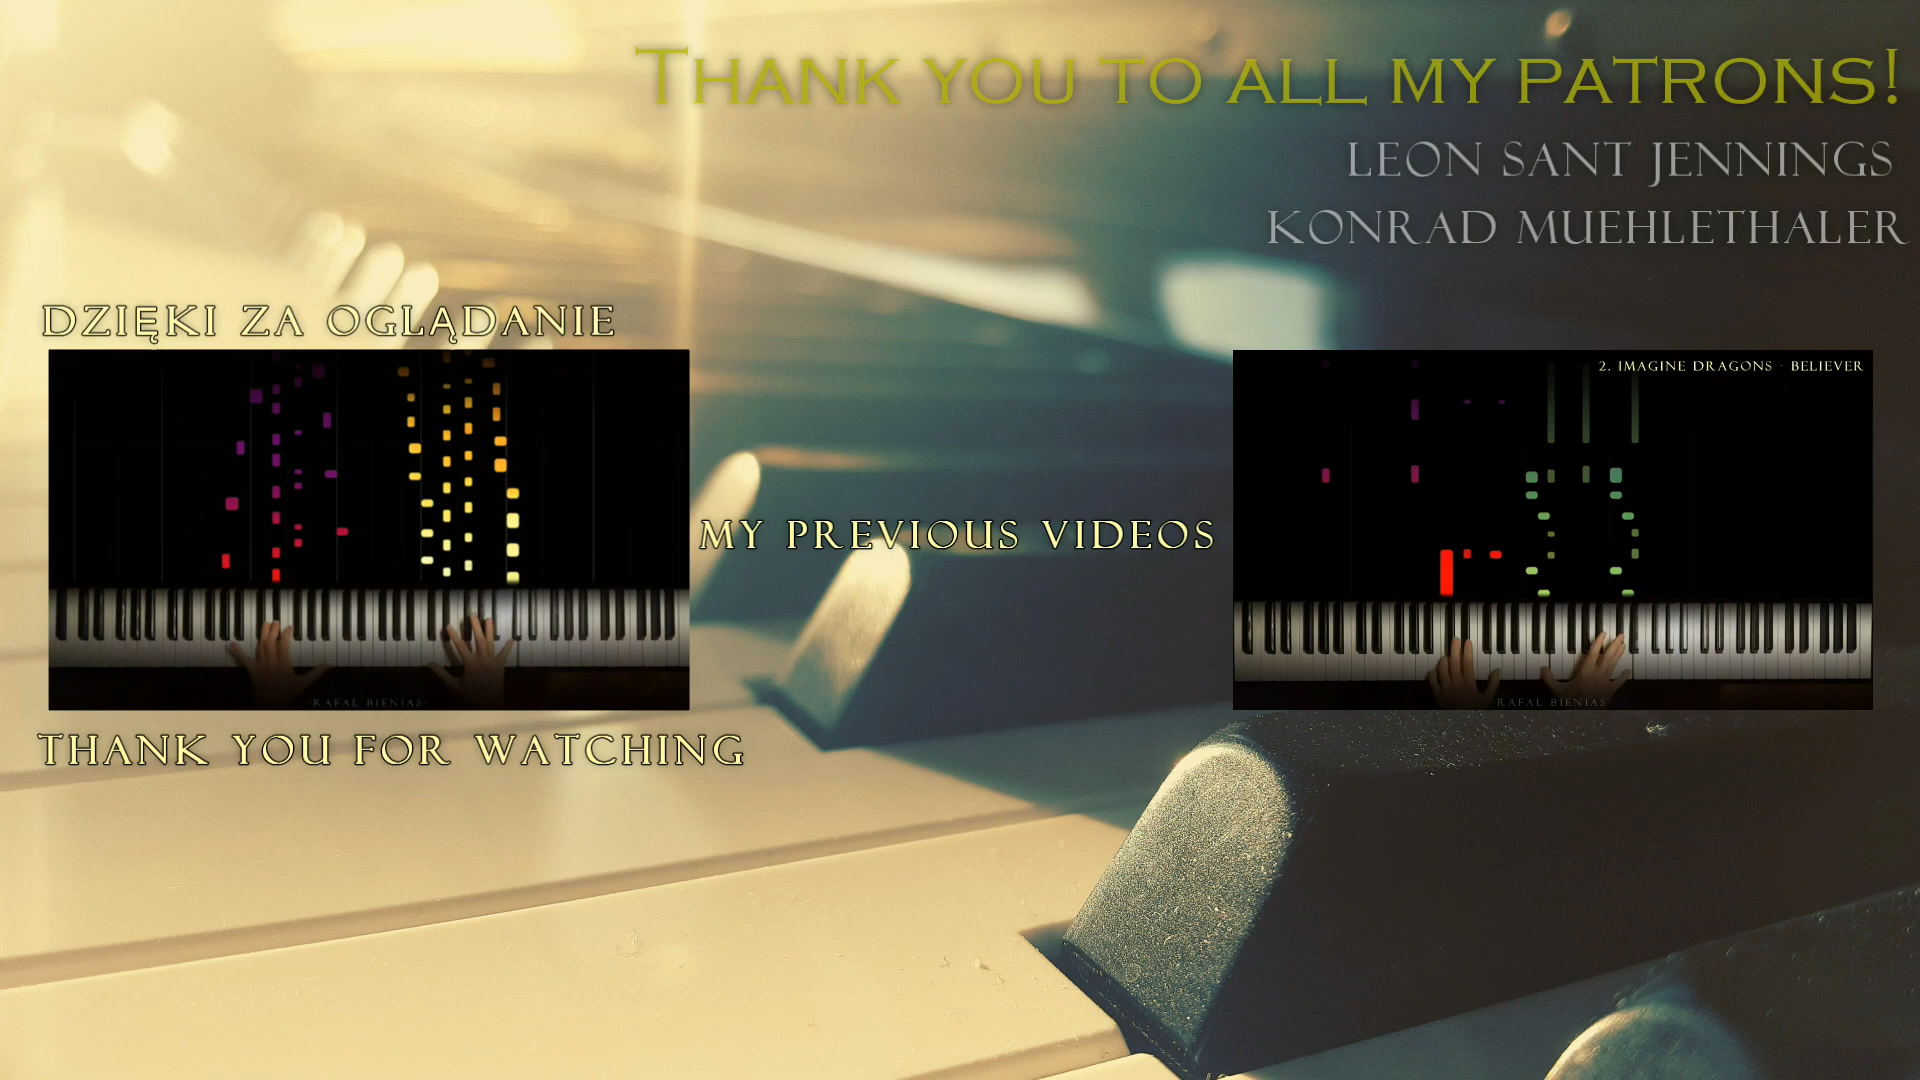 THANK YOU TO ALL MY PATRONS!
LEON SANT JENNINGS
KONRAD MUEHLETHALER
DZIĘKI ZA OGLĄDANIE
2. IMAGINE DRAGONS - BELIEVER
MY PREVIOUS VIDEOS
-RAFAL BIENIAS-
-RAFAL BIENIAS-
THANK YOU FOR WATCHING